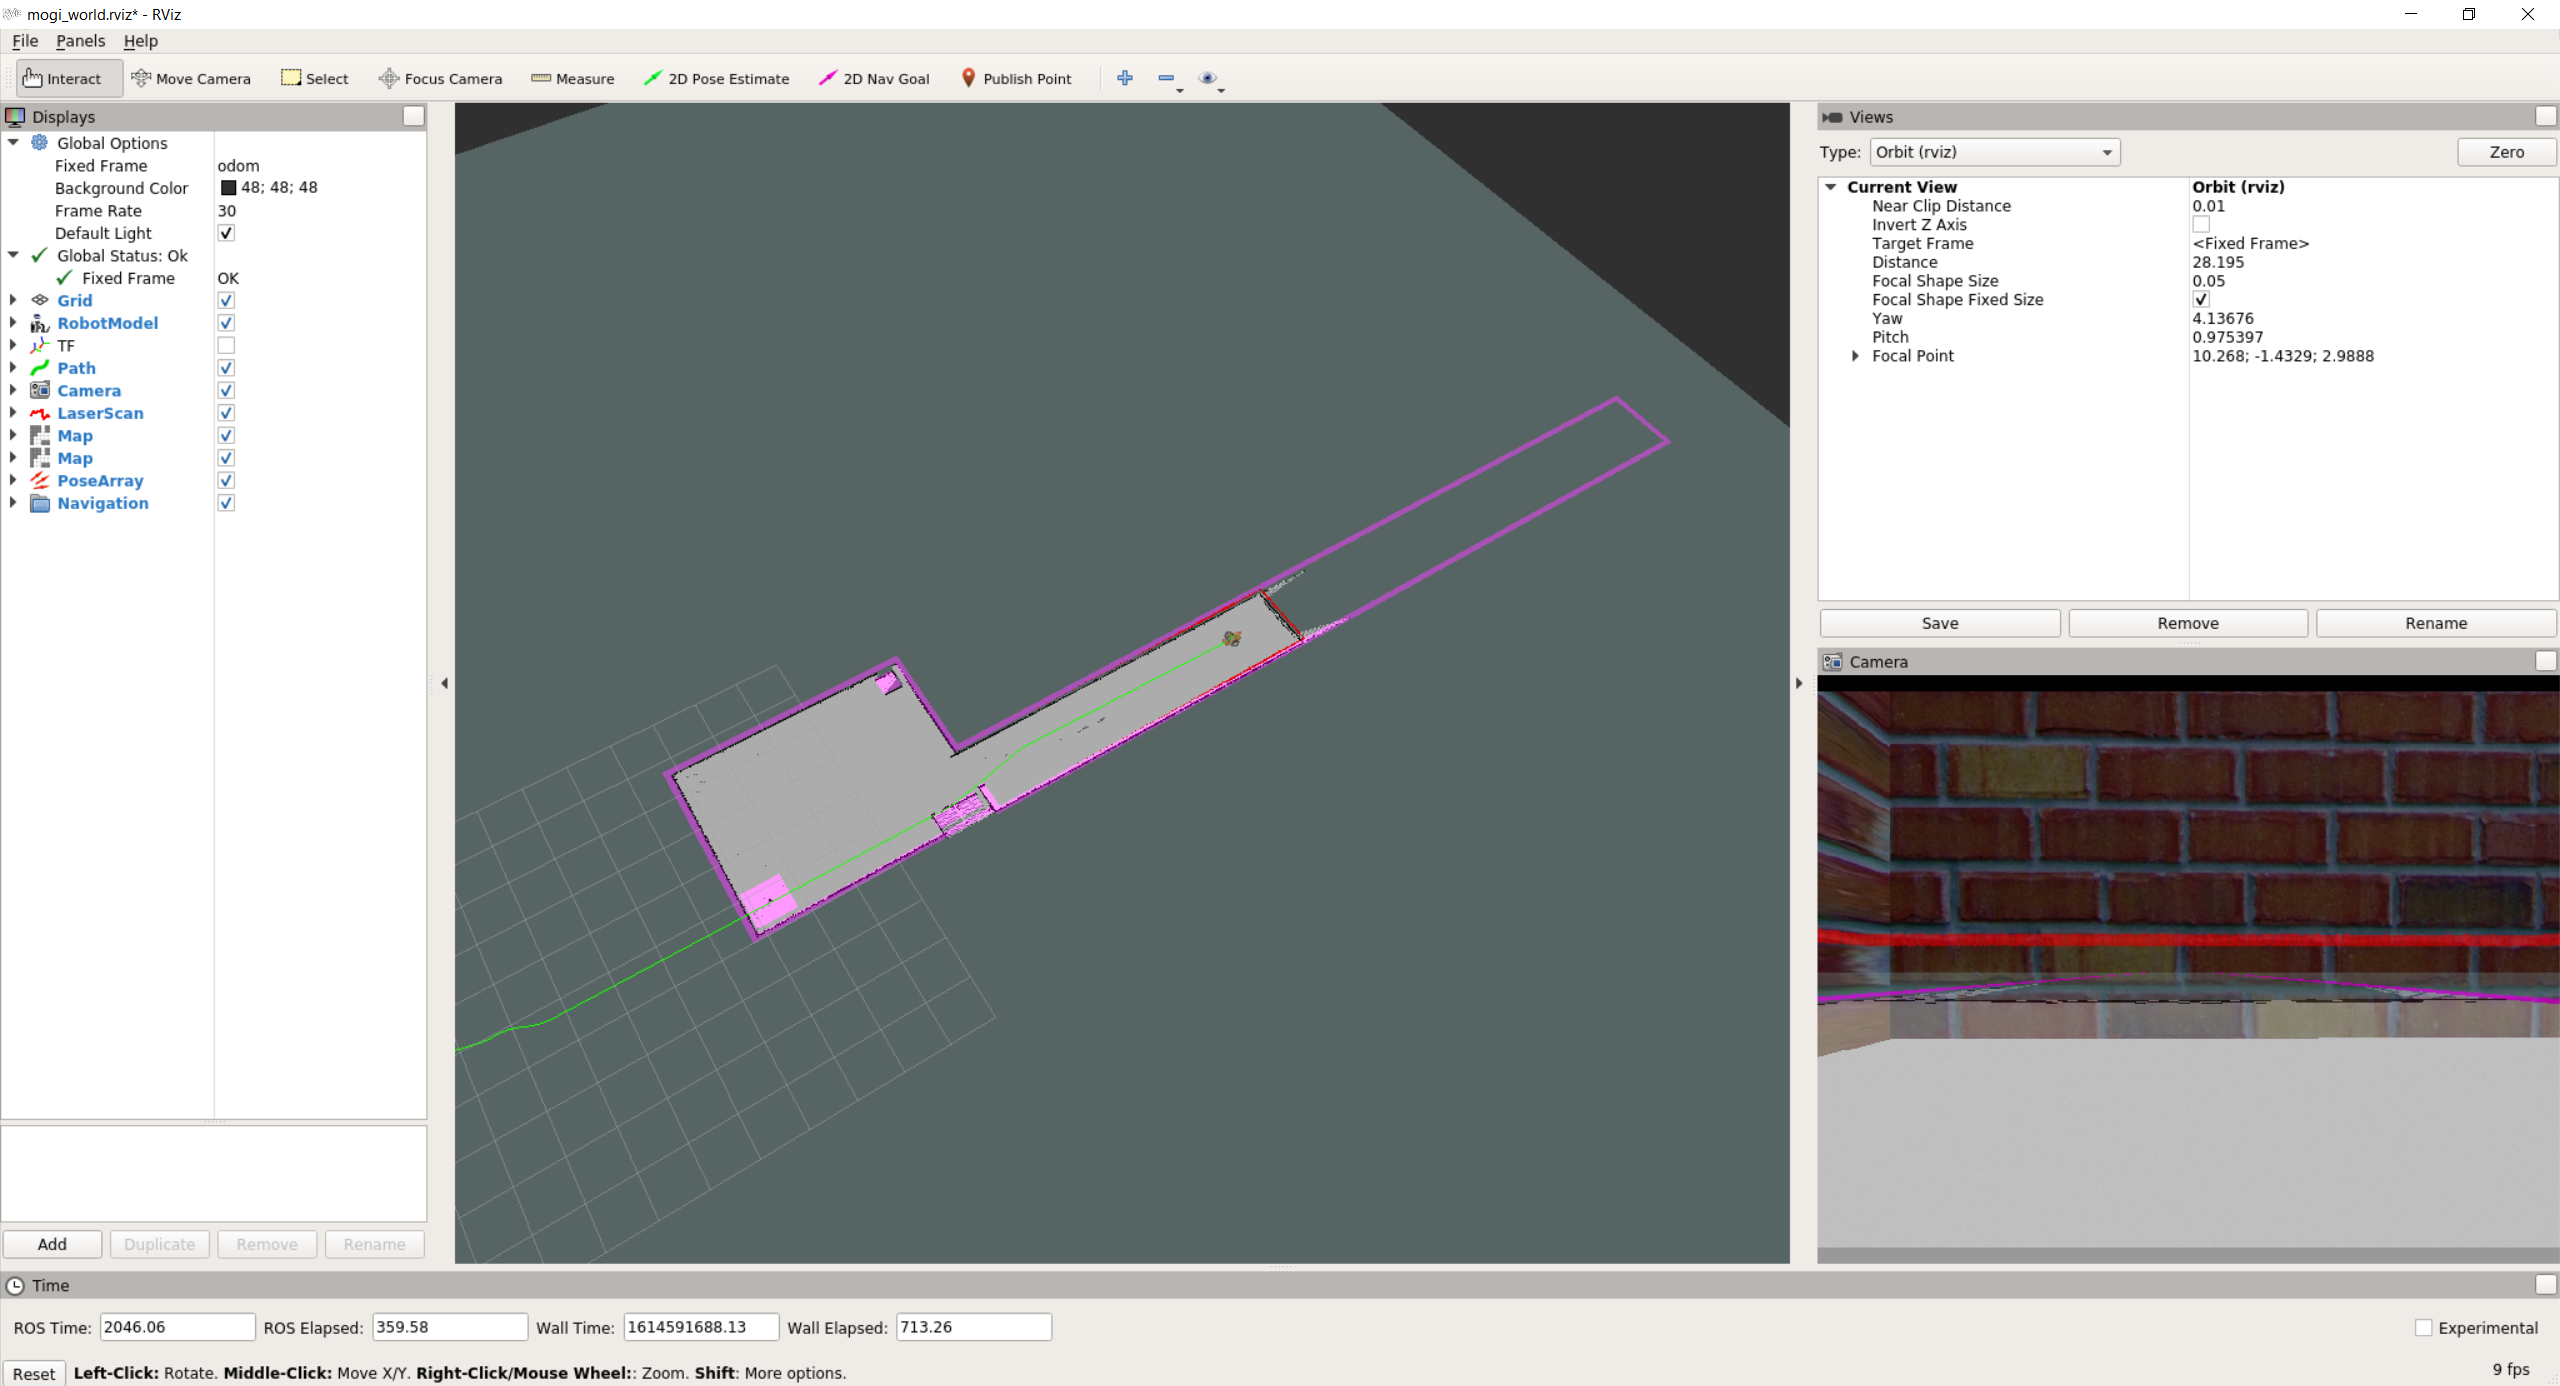 mogi_world.rviz* - RViz
File Panels Help
Interact Move Camera Select Focus Camera Measure 2D Pose Estimate 2D Nav Goal Publish Point
Displays
Global Options
Fixed Frame odom
Background Color 48; 48; 48
Frame Rate 30
Default Light
Global Status: Ok
Fixed Frame OK
Grid
RobotModel
TF
Path
Camera
LaserScan
Map
Map
PoseArray
Navigation
Add Duplicate Remove Rename
Views
Type: Orbit (rviz) Zero
Current View Orbit (rviz)
Near Clip Distance 0.01
Invert Z Axis
Target Frame <Fixed Frame>
Distance 28.195
Focal Shape Size 0.05
Focal Shape Fixed Size
Yaw 4.13676
Pitch 0.975397
Focal Point 10.268; -1.4329; 2.9888
Save Remove Rename
Camera
Time
ROS Time: 2046.06 ROS Elapsed: 359.58 Wall Time: 1614591688.13 Wall Elapsed: 713.26 Experimental
Reset Left-Click: Rotate. Middle-Click: Move X/Y. Right-Click/Mouse Wheel:: Zoom. Shift: More options. 9 fps